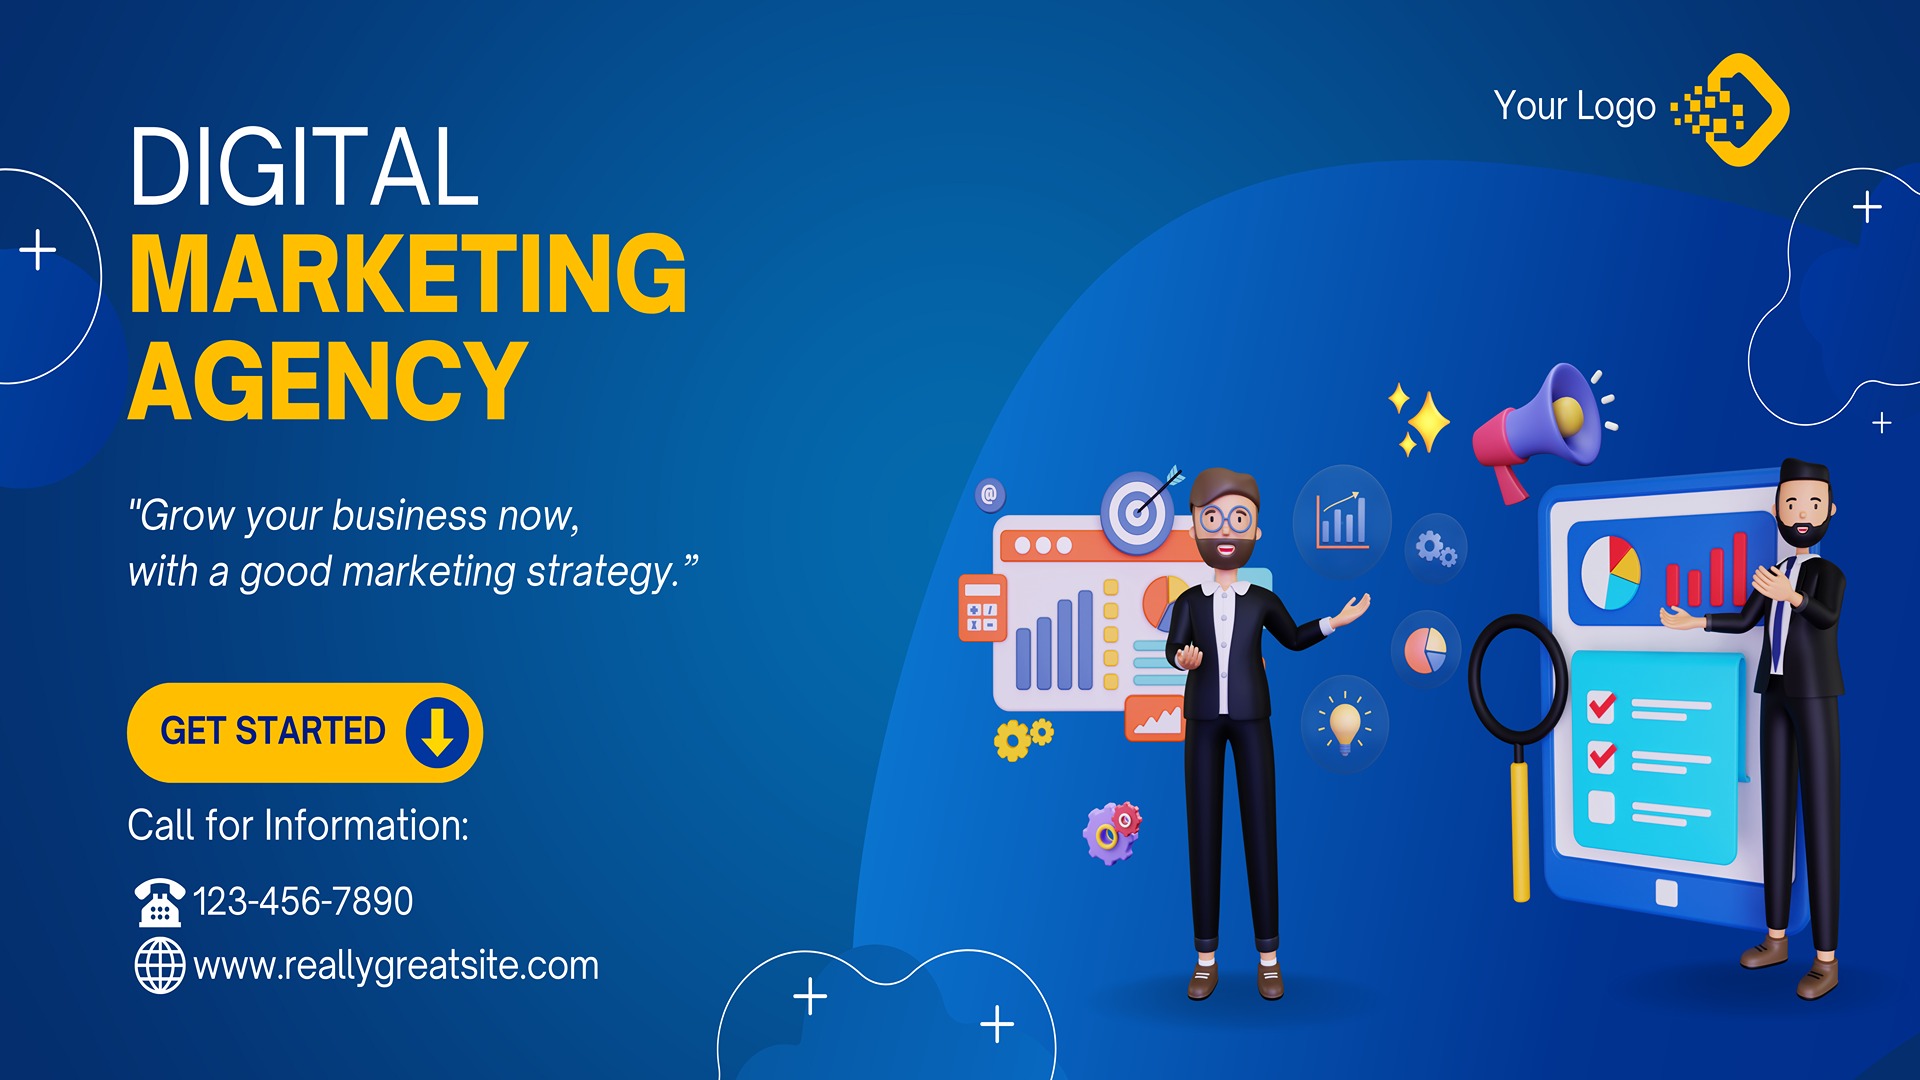 Your Logo
DIGITAL
MARKETING
AGENCY
"Grow your business now,
with a good marketing strategy.”
GET STARTED
Call for Information:
123-456-7890
www.reallygreatsite.com
@